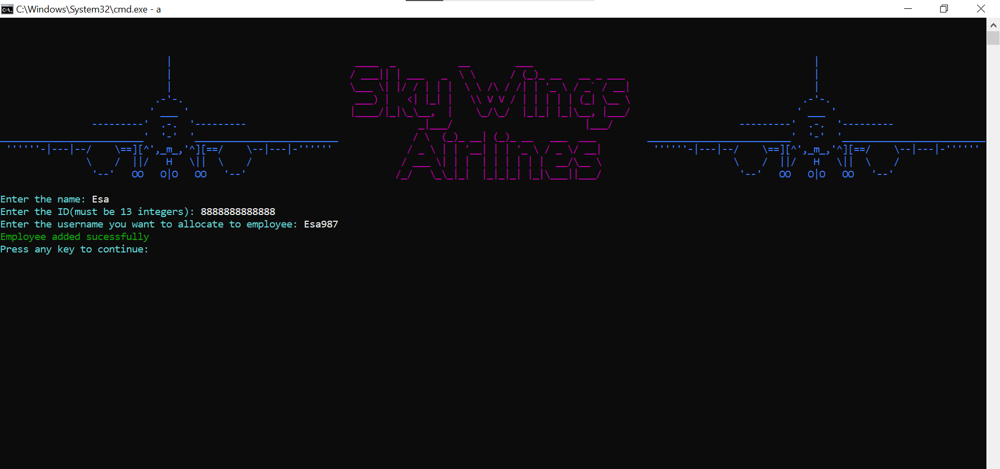 C:\Windows\System32\cmd.exe - a
Sky Wings
Airlines
Enter the name: Esa
Enter the ID(must be 13 integers): 8888888888888
Enter the username you want to allocate to employee: Esa987
Employee added sucessfully
Press any key to continue: